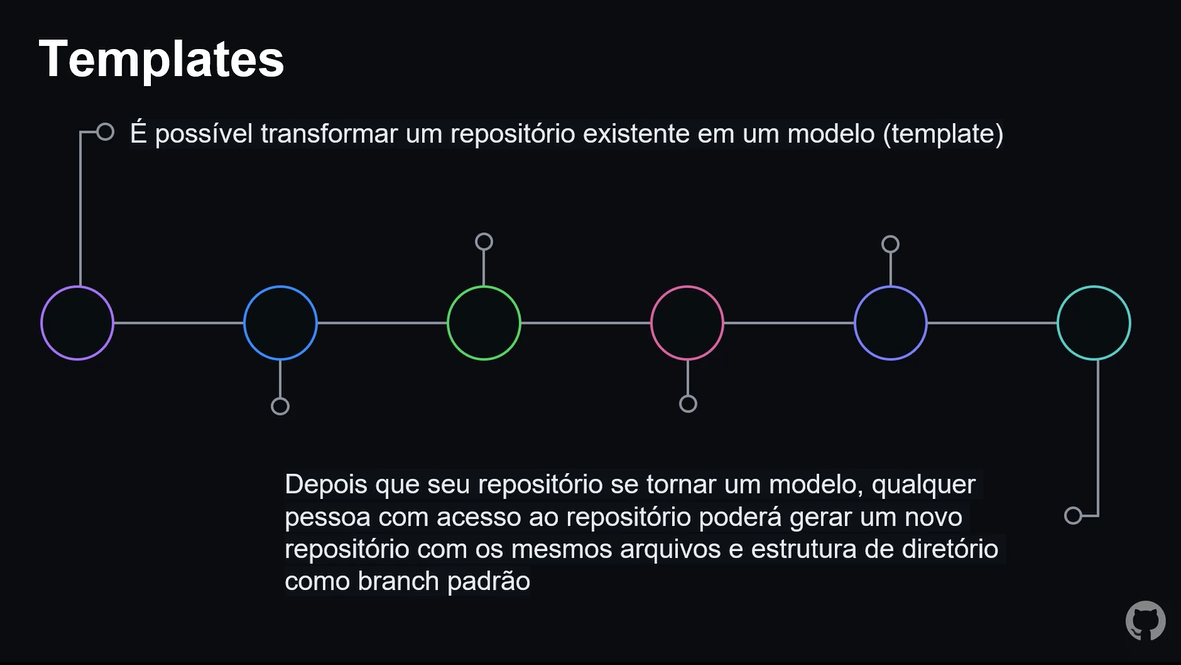 Templates
É possível transformar um repositório existente em um modelo (template)
Depois que seu repositório se tornar um modelo, qualquer
pessoa com acesso ao repositório poderá gerar um novo
repositório com os mesmos arquivos e estrutura de diretório
como branch padrão